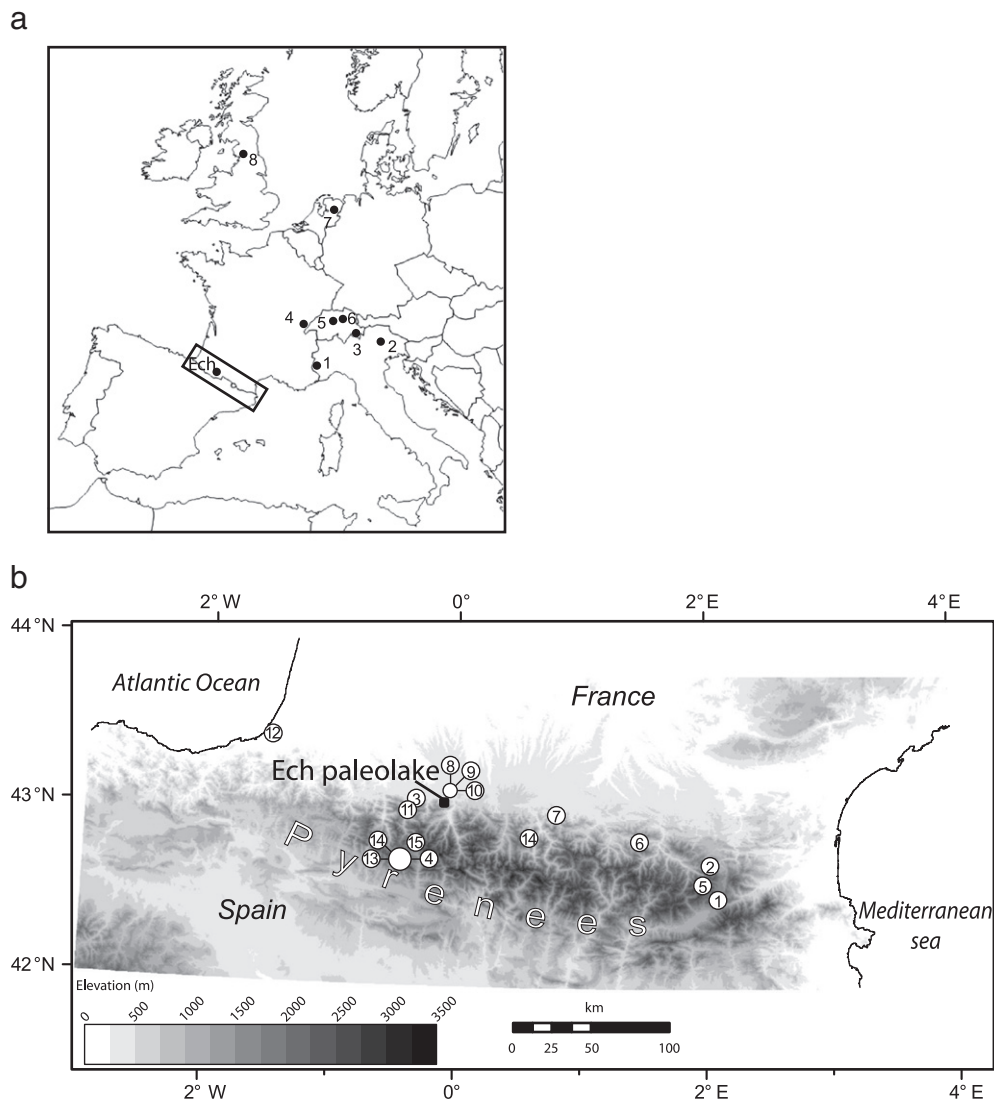 a
8
7
4
5
6
3
2
Ech
1
b
2° W
0°
2° E
4° E
44°N
Atlantic Ocean
France
12
Ech paleolake
8
9
10
43°N
3
11
7
14
6
14
15
13
4
2
5
1
Pyrenees
Spain
Mediterranean
sea
42°N
Elevation (m)
0
500
1000
1500
2000
2500
3000
3500
km
0
25
50
100
2° W
0°
2° E
4° E